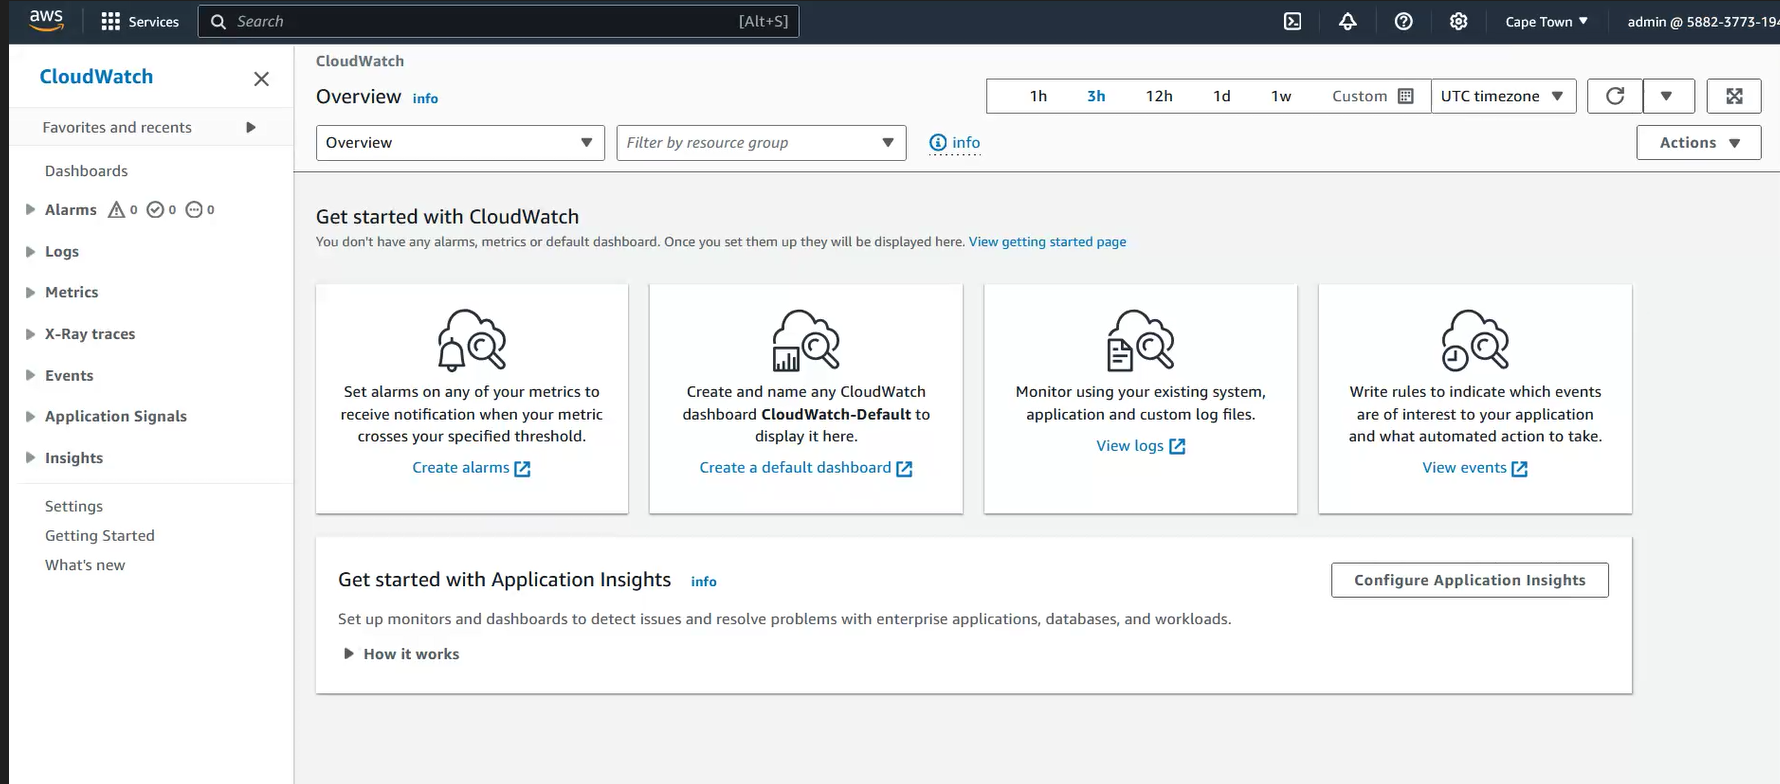 aws
Services
Search
[Alt+S]
Cape Town
admin @ 5882-3773-194
CloudWatch
Favorites and recents
Dashboards
Alarms 0 0 0
Logs
Metrics
X-Ray traces
Events
Application Signals
Insights
Settings
Getting Started
What's new
CloudWatch
Overview info
1h 3h 12h 1d 1w Custom UTC timezone
Overview
Filter by resource group
info
Actions
Get started with CloudWatch
You don't have any alarms, metrics or default dashboard. Once you set them up they will be displayed here. View getting started page
Set alarms on any of your metrics to
receive notification when your metric
crosses your specified threshold.
Create alarms
Create and name any CloudWatch
dashboard CloudWatch-Default to
display it here.
Create a default dashboard
Monitor using your existing system,
application and custom log files.
View logs
Write rules to indicate which events
are of interest to your application
and what automated action to take.
View events
Get started with Application Insights info
Configure Application Insights
Set up monitors and dashboards to detect issues and resolve problems with enterprise applications, databases, and workloads.
How it works